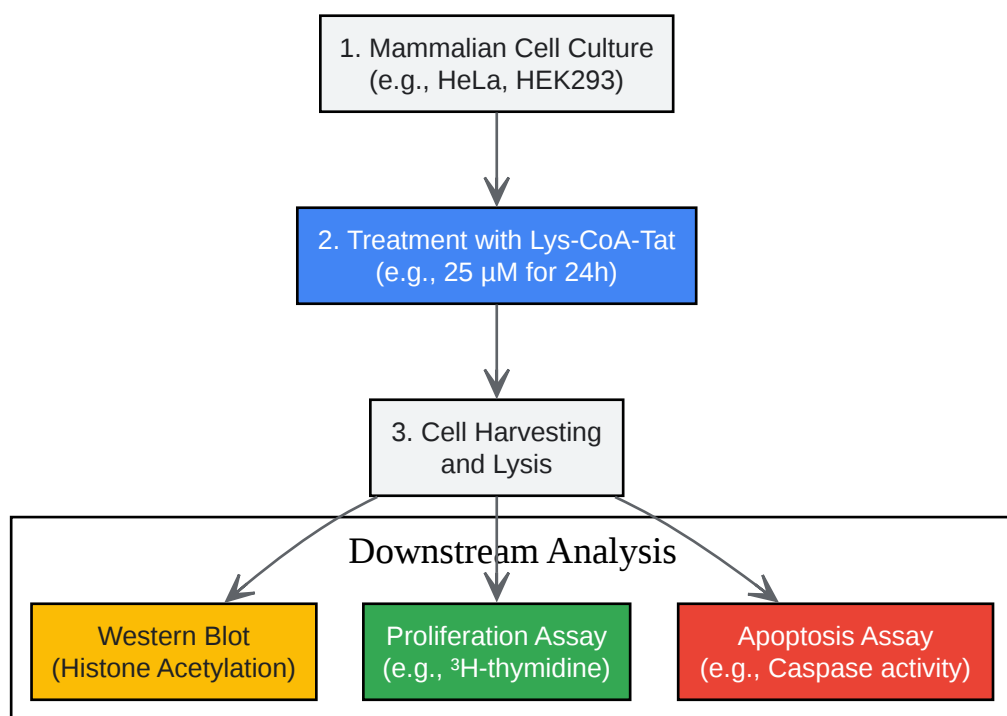 1. Mammalian Cell Culture
(e.g., HeLa, HEK293)
2. Treatment with Lys-CoA-Tat
(e.g., 25 µM for 24h)
3. Cell Harvesting
and Lysis
Downstream Analysis
Western Blot
(Histone Acetylation)
Proliferation Assay
(e.g., ³H-thymidine)
Apoptosis Assay
(e.g., Caspase activity)